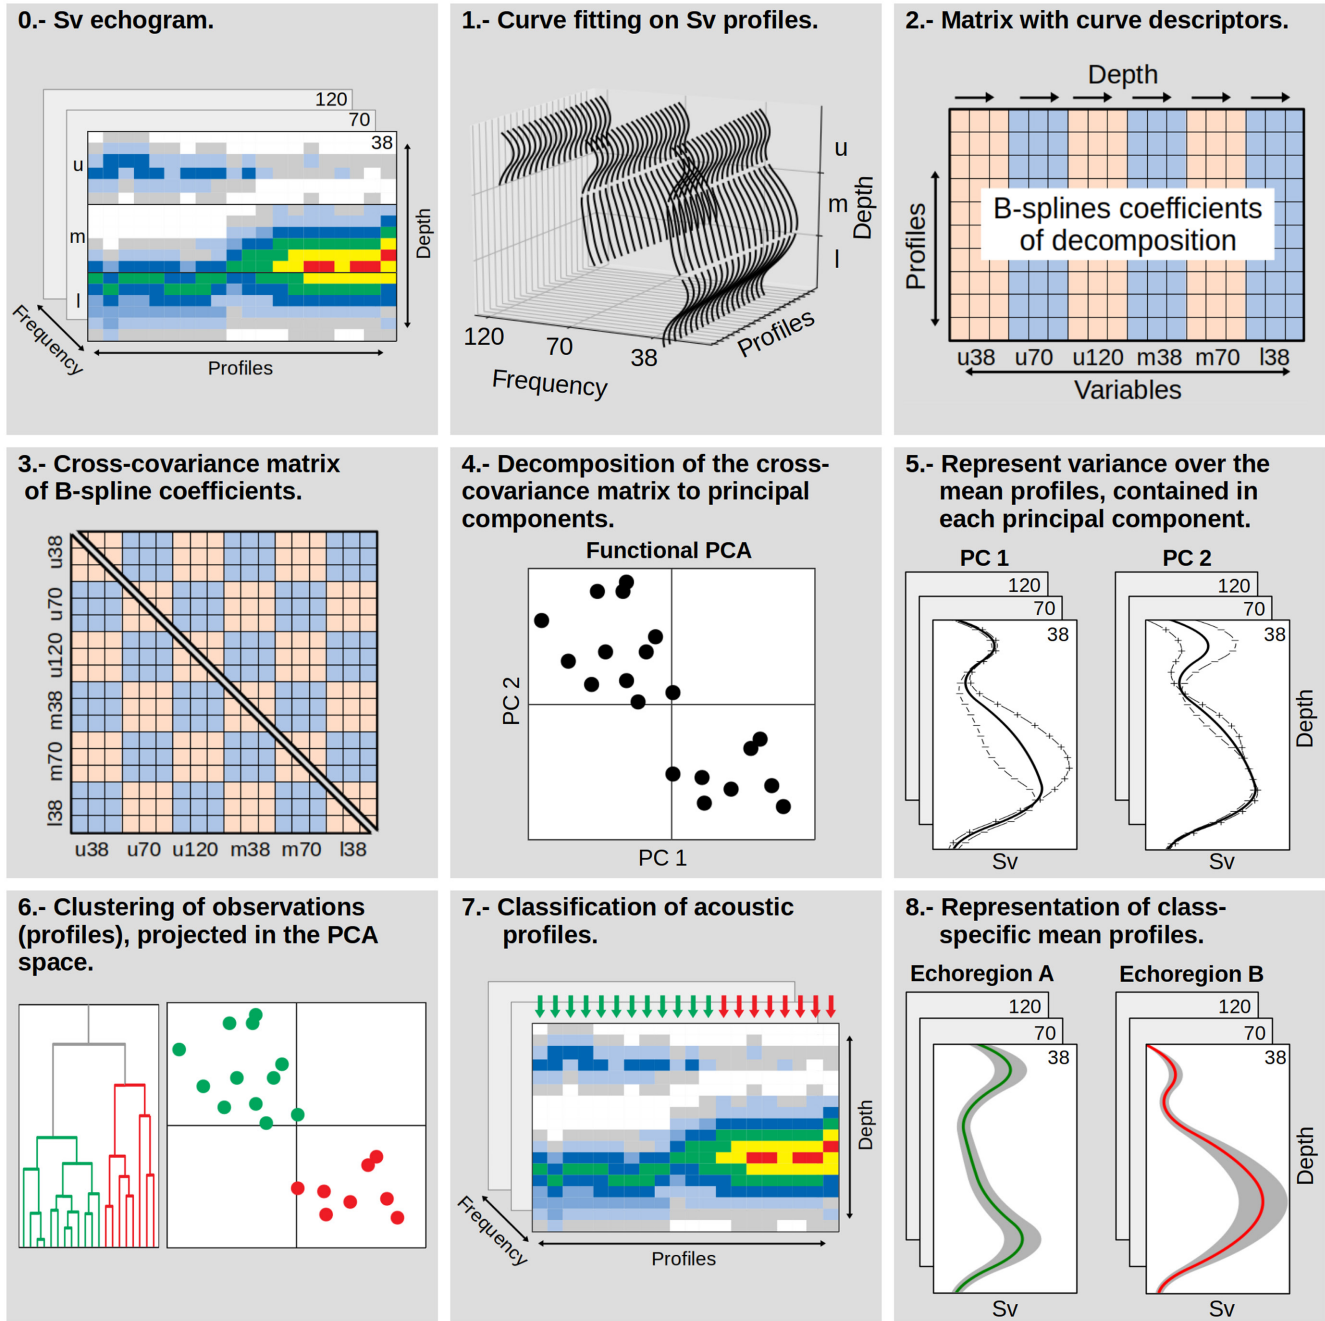 0.- Sv echogram.
120
70
38
u
m
l
Depth
Frequency
Profiles
1.- Curve fitting on Sv profiles.
u
m
l
Depth
120
70
38
Profiles
Frequency
2.- Matrix with curve descriptors.
Depth
Profiles
B-splines coefficients
of decomposition
u38 u70 u120 m38 m70 l38
Variables
3.- Cross-covariance matrix
of B-spline coefficients.
u38
u70
u120
m38
m70
l38
u38 u70 u120 m38 m70 l38
4.- Decomposition of the cross-
covariance matrix to principal
components.
Functional PCA
PC 2
PC 1
5.- Represent variance over the
mean profiles, contained in
each principal component.
PC 1
120
70
38
Sv
PC 2
120
70
38
Sv
Depth
6.- Clustering of observations
(profiles), projected in the PCA
space.
7.- Classification of acoustic
profiles.
Depth
Frequency
Profiles
8.- Representation of class-
specific mean profiles.
Echoregion A
120
70
38
Sv
Echoregion B
120
70
38
Sv
Depth